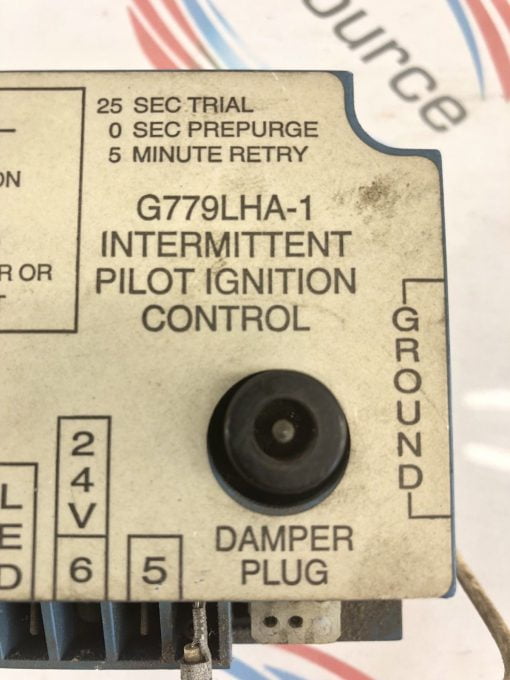 ource
25 SEC TRIAL
0 SEC PREPURGE
5 MINUTE RETRY
ON
R OR
T
G779LHA-1
INTERMITTENT
PILOT IGNITION
CONTROL
GROUND
24V
6
5
L
E
D
DAMPER
PLUG